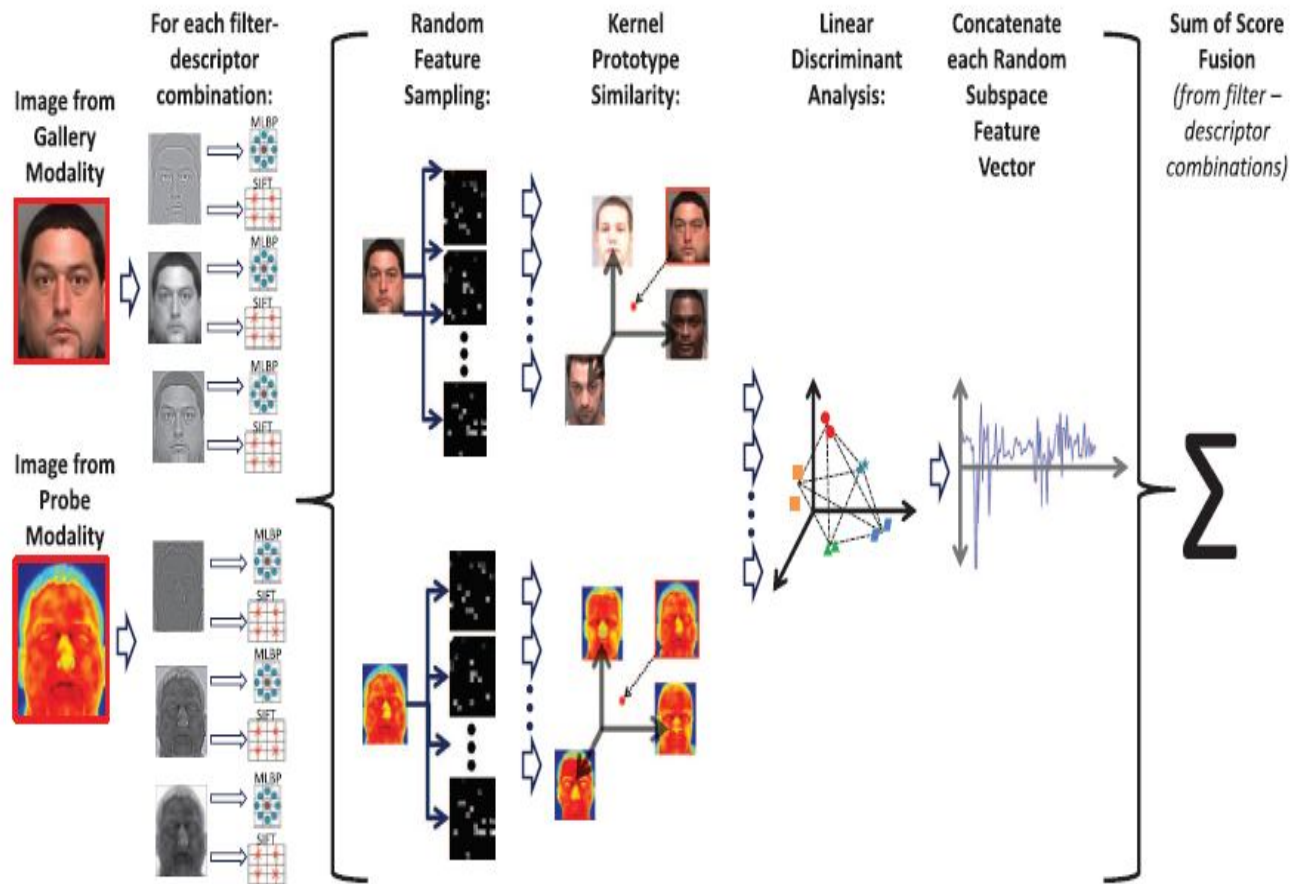 For each filter-
descriptor
combination:
Random
Feature
Sampling:
Kernel
Prototype
Similarity:
Linear
Discriminant
Analysis:
Concatenate
each Random
Subspace
Feature
Vector
Sum of Score
Fusion
(from filter –
descriptor
combinations)
Image from
Gallery
Modality
MLBP
SIFT
MLBP
SIFT
MLBP
SIFT
Σ
Image from
Probe
Modality
MLBP
SIFT
MLBP
SIFT
MLBP
SIFT